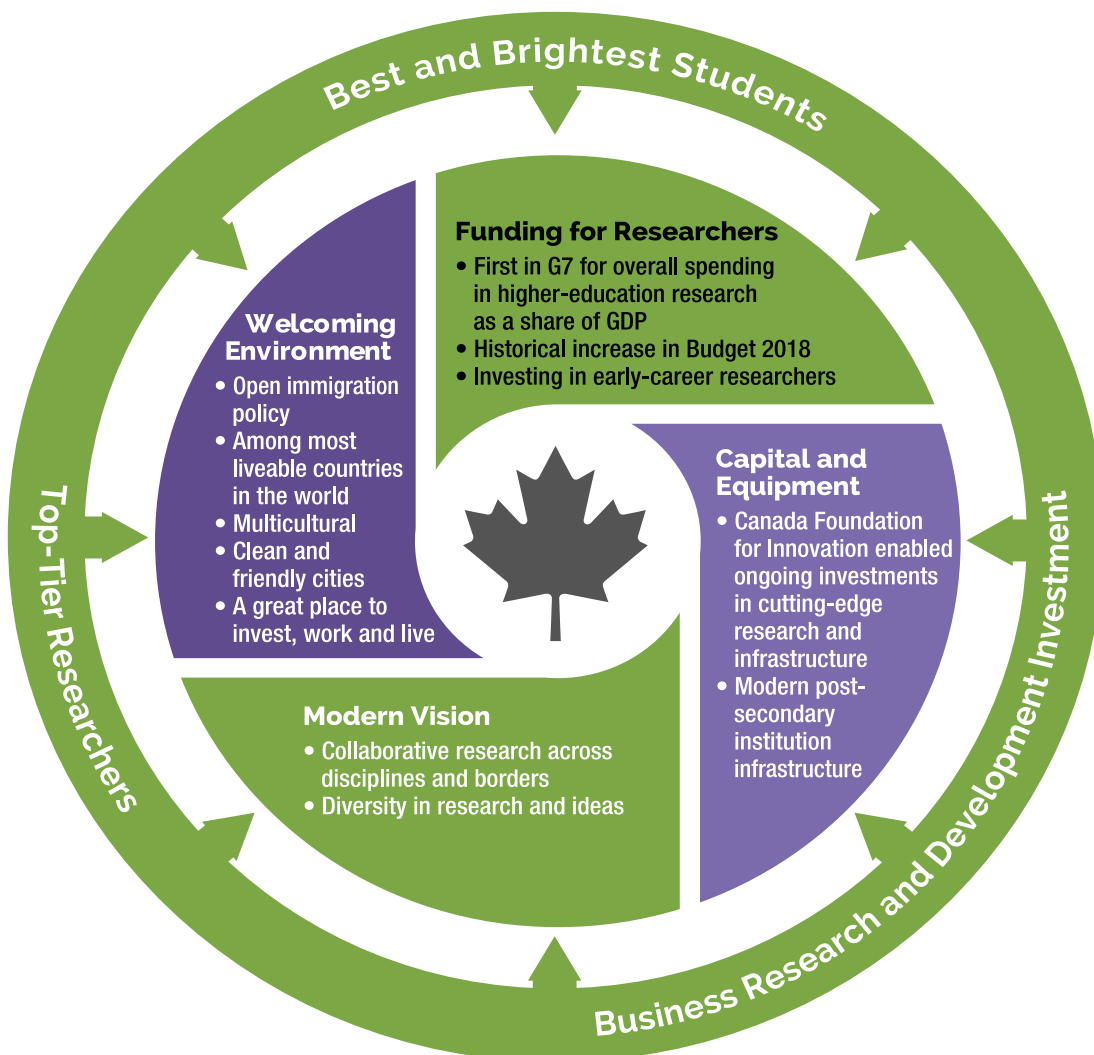 Best and Brightest Students
Funding for Researchers
• First in G7 for overall spending
in higher-education research
as a share of GDP
• Historical increase in Budget 2018
• Investing in early-career researchers
Welcoming
Environment
• Open immigration
policy
• Among most
liveable countries
in the world
• Multicultural
• Clean and
friendly cities
• A great place to
invest, work and live
Capital and
Equipment
• Canada Foundation
for Innovation enabled
ongoing investments
in cutting-edge
research and
infrastructure
• Modern post-
secondary
institution
infrastructure
Modern Vision
• Collaborative research across
disciplines and borders
• Diversity in research and ideas
Top-Tier Researchers
Business Research and Development Investment